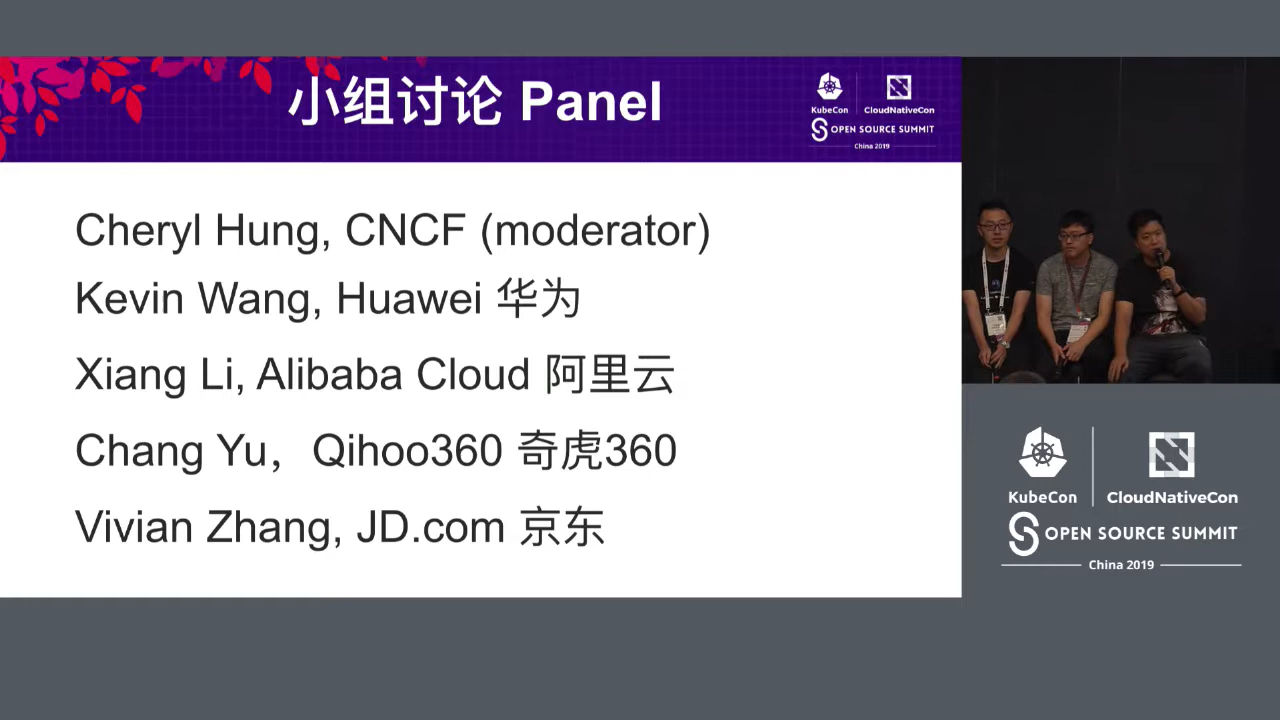 小组讨论 Panel
KubeCon
CloudNativeCon
OPEN SOURCE SUMMIT
China 2019
Cheryl Hung, CNCF (moderator)
Kevin Wang, Huawei 华为
Xiang Li, Alibaba Cloud 阿里云
Chang Yu，Qihoo360 奇虎360
Vivian Zhang, JD.com 京东
KubeCon
CloudNativeCon
OPEN SOURCE SUMMIT
China 2019